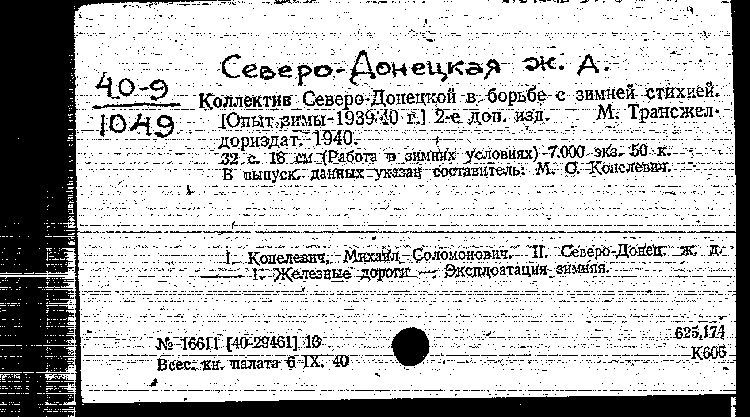 Северо-Донецкая ж. д.
40-9
1049
Коллектив Северо-Донецкой в борьбе с зимней стихией.
[Опыт зимы 1939/40 г.] 2-е доп. изд. М. Трансжел-
дориздат. 1940.
32 с. 18 см (Работа в зимних условиях) 7.000 экз. 50 к.
В выпуск. данных указан составитель: М. С. Копелевич.
I. Копелевич, Михаил Соломонович. II. Северо-Донец. ж. д.
1. Железные дороги — Эксплоатация зимняя.
№ 16611 [40-29461] 18
625,174
Всес. кн. палата 6 IX. 40
К606